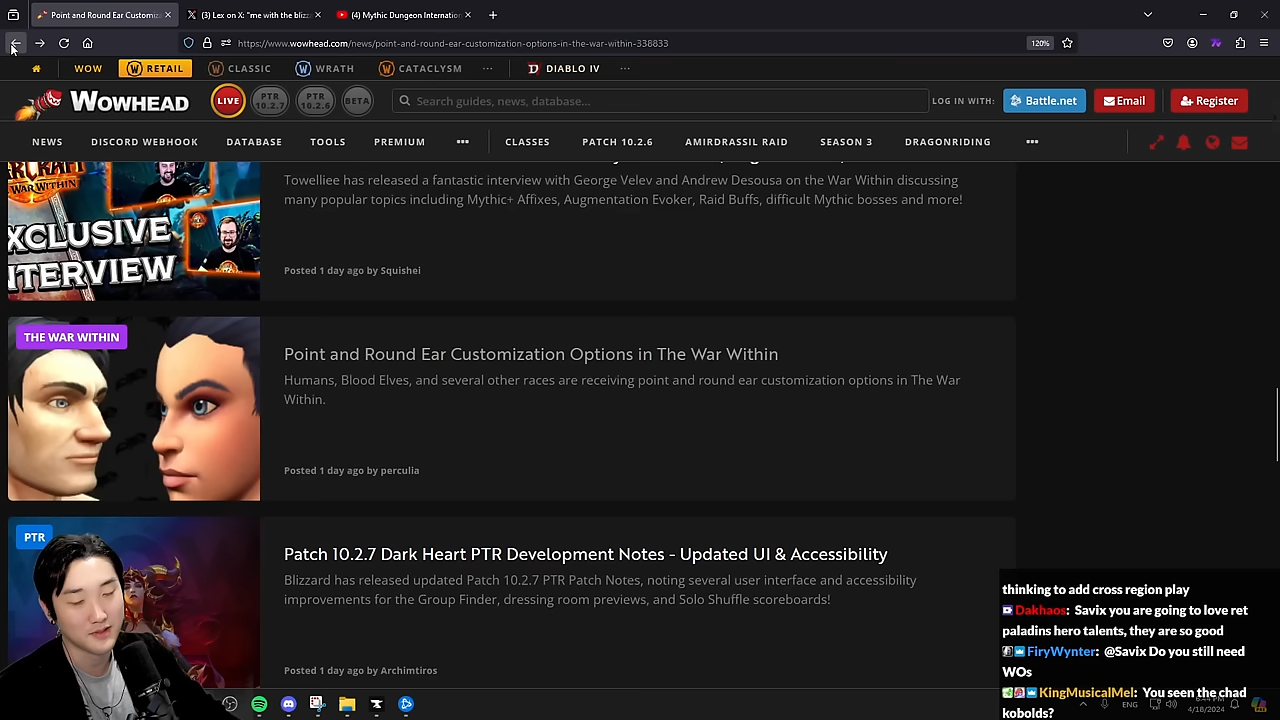 Point and Round Ear Customiz
(3) Lex on X: "me with the blizz
(4) Mythic Dungeon Internation
https://www.wowhead.com/news/point-and-round-ear-customization-options-in-the-war-within-338833
120%
WOW
RETAIL
CLASSIC
WRATH
CATACLYSM
DIABLO IV
WOWHEAD
LIVE
PTR 10.2.7
PTR 10.2.6
BETA
Search guides, news, database...
LOG IN WITH:
Battle.net
Email
Register
NEWS
DISCORD WEBHOOK
DATABASE
TOOLS
PREMIUM
CLASSES
PATCH 10.2.6
AMIRDRASSIL RAID
SEASON 3
DRAGONRIDING
WARCRAFT
THE WAR WITHIN
EXCLUSIVE
INTERVIEW
Towelliee has released a fantastic interview with George Velev and Andrew De Sousa on the War Within discussing
many popular topics including Mythic+ Affixes, Augmentation Evoker, Raid Buffs, difficult Mythic bosses and more!
Posted 1 day ago by Squishei
THE WAR WITHIN
Point and Round Ear Customization Options in The War Within
Humans, Blood Elves, and several other races are receiving point and round ear customization options in The War
Within.
Posted 1 day ago by perculia
PTR
Patch 10.2.7 Dark Heart PTR Development Notes - Updated UI & Accessibility
Blizzard has released updated Patch 10.2.7 PTR Patch Notes, noting several user interface and accessibility
improvements for the Group Finder, dressing room previews, and Solo Shuffle scoreboards!
Posted 1 day ago by Archimtiros
thinking to add cross region play
Dakhaos: Savix you are going to love ret
paladins hero talents, they are so good
FiryWynter: @Savix Do you still need
WOs
KingMusicalMel: You seen the chad
kobolds?
ENG
4/18/2024